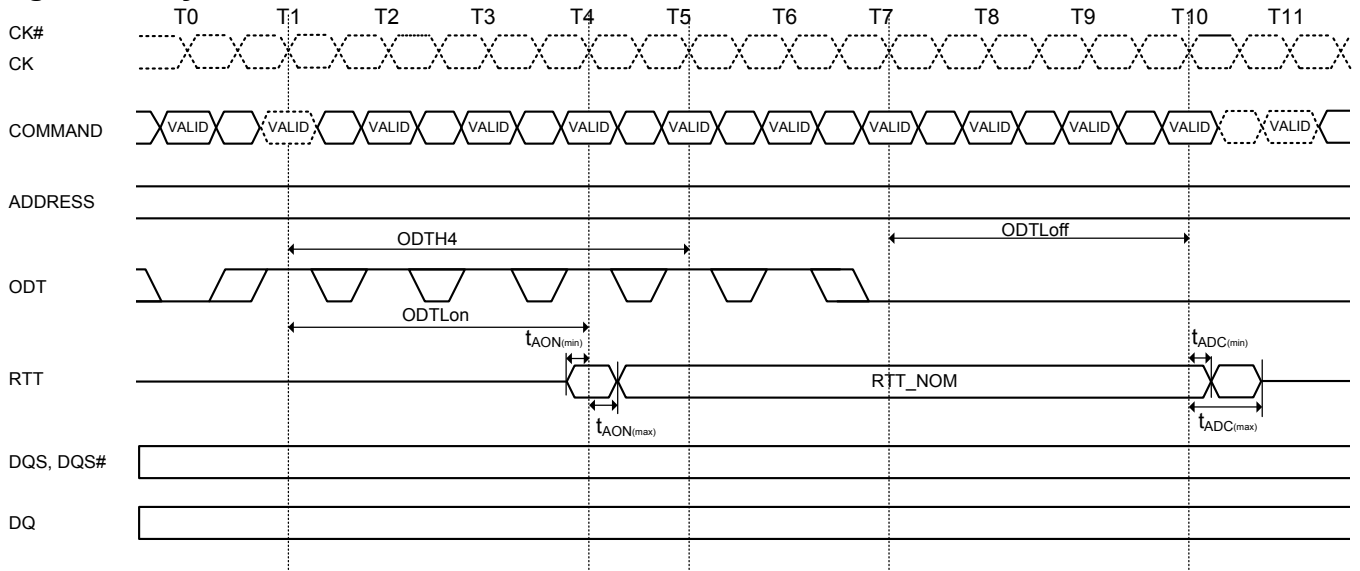 T0 T1 T2 T3 T4 T5 T6 T7 T8 T9 T10 T11
CK#
CK
COMMAND VALID VALID VALID VALID VALID VALID VALID VALID VALID VALID VALID VALID
ADDRESS
ODTH4 ODTLoff
ODT
ODTLon
tAON(min) tADC(min)
RTT RTT_NOM
tAON(max) tADC(max)
DQS, DQS#
DQ